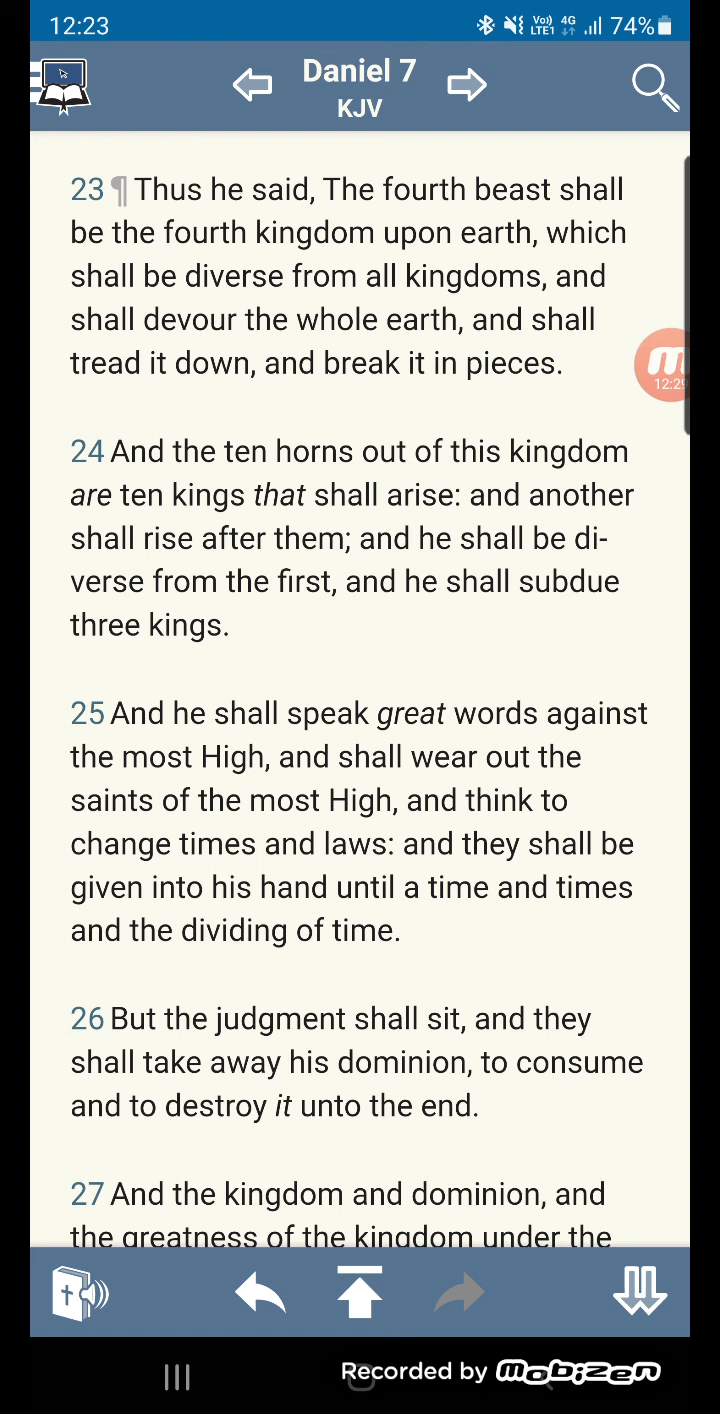 12:23
Vo)) LTE1 4G 74%
Daniel 7
KJV
23 ¶ Thus he said, The fourth beast shall
be the fourth kingdom upon earth, which
shall be diverse from all kingdoms, and
shall devour the whole earth, and shall
tread it down, and break it in pieces.
m
12:29
24 And the ten horns out of this kingdom
are ten kings that shall arise: and another
shall rise after them; and he shall be di-
verse from the first, and he shall subdue
three kings.
25 And he shall speak great words against
the most High, and shall wear out the
saints of the most High, and think to
change times and laws: and they shall be
given into his hand until a time and times
and the dividing of time.
26 But the judgment shall sit, and they
shall take away his dominion, to consume
and to destroy it unto the end.
27 And the kingdom and dominion, and
the greatness of the kingdom under the
Recorded by mobizen